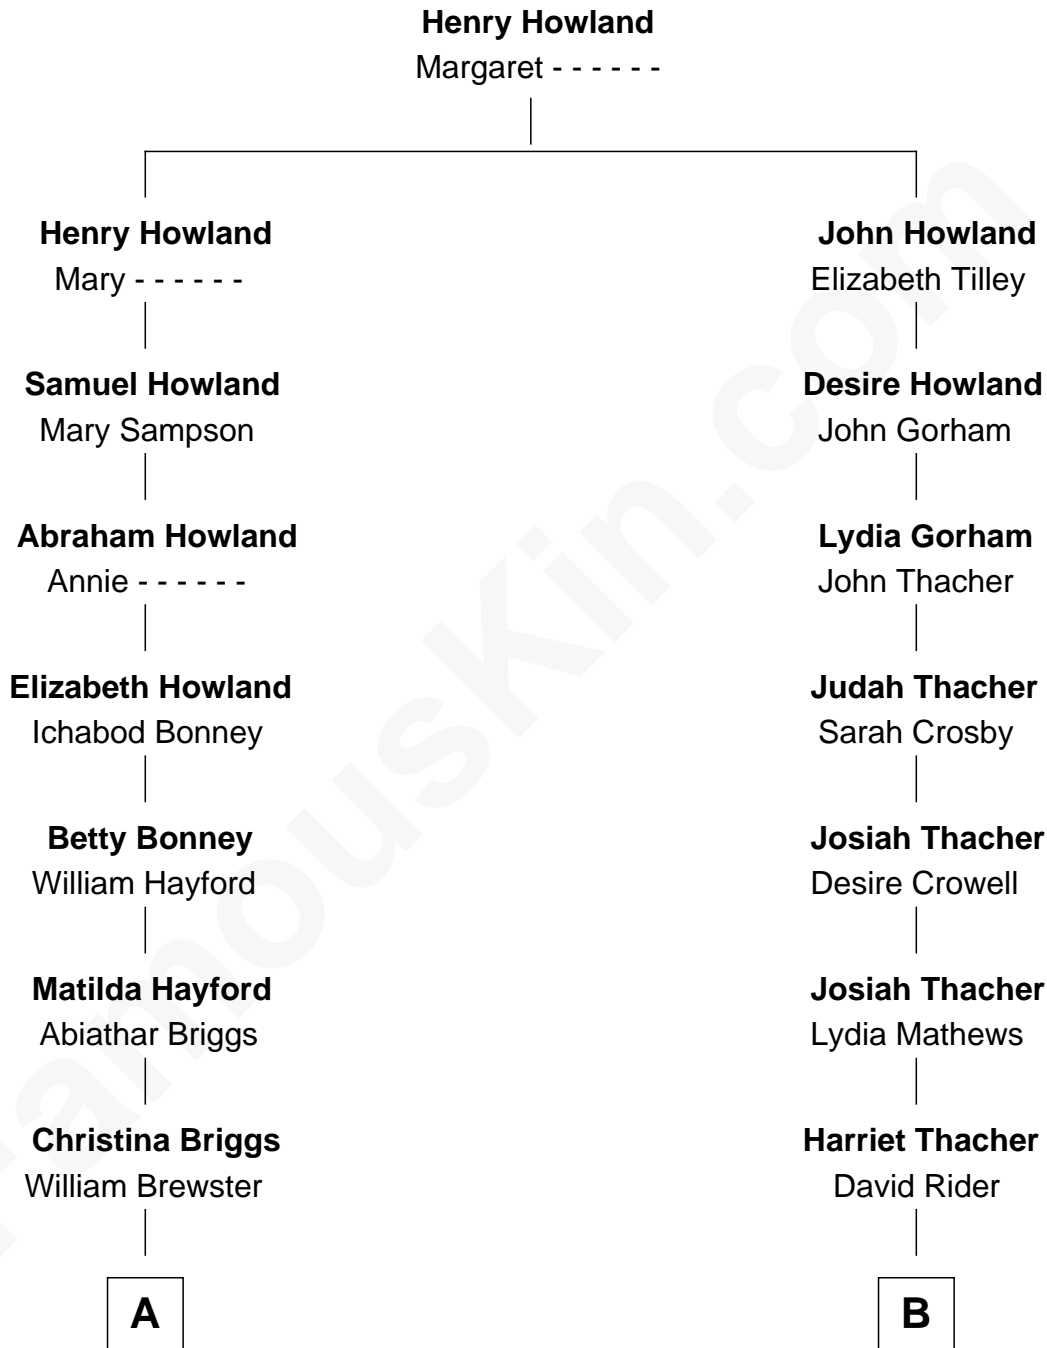 Henry Howland
Margaret - - - - - -
Henry Howland
Mary - - - - - -
John Howland
Elizabeth Tilley
Samuel Howland
Mary Sampson
Desire Howland
John Gorham
Abraham Howland
Annie - - - - - -
Lydia Gorham
John Thacher
Elizabeth Howland
Ichabod Bonney
Judah Thacher
Sarah Crosby
Betty Bonney
William Hayford
Josiah Thacher
Desire Crowell
Matilda Hayford
Abiathar Briggs
Josiah Thacher
Lydia Mathews
Christina Briggs
William Brewster
Harriet Thacher
David Rider
A
B
FamousKin.com